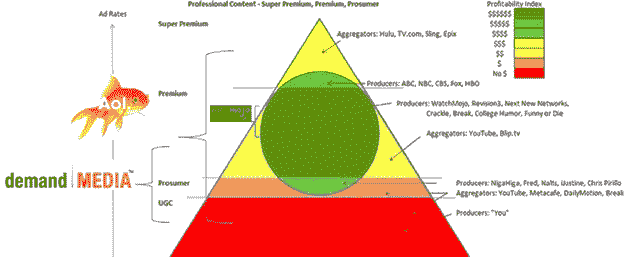 Professional Content - Super Premium, Premium, Prosumer
Profitability Index
$$$$$$
$$$$$
$$$$
$$$
$$
$
No $
Ad Rates
Super Premium
Aggregators: Hulu, TV.com, Sling, Epix
Producers: ABC, NBC, CBS, Fox, HBO
Premium
Aol
Producers: WatchMojo, Revision3, Next New Networks,
Crackle, Break, College Humor, Funny or Die
Aggregators: YouTube, Blip.tv
demand MEDIA™
Prosumer
Producers: NigaHiga, Fred, Nalts, iJustine, Chris Pirillo
Aggregators: YouTube, Metacafe, DailyMotion, Break
UGC
Producers: "You"